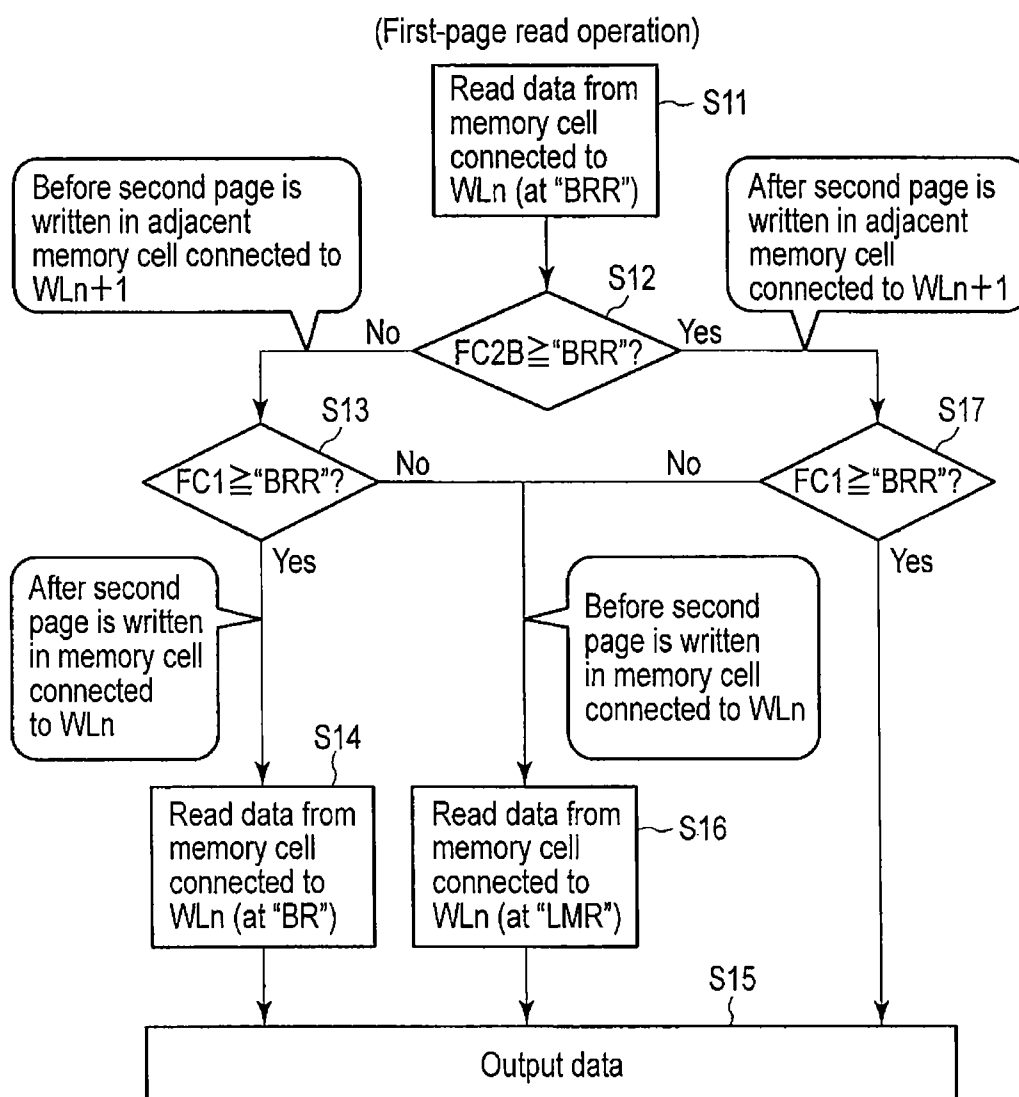 (First-page read operation)
Read data from
memory cell
connected to
WLn (at “BRR”)
S11
Before second page is
written in adjacent
memory cell connected to
WLn+1
After second page is
written in adjacent
memory cell
connected to WLn+1
S12
No
FC2B≧“BRR”?
Yes
S13
FC1≧“BRR”?
No
Yes
S17
No
FC1≧“BRR”?
Yes
After second
page is written
in memory cell
connected
to WLn
Before second
page is written
in memory cell
connected to WLn
S14
Read data from
memory cell
connected to
WLn (at “BR”)
Read data from
memory cell
connected to
WLn (at “LMR”)
S16
S15
Output data